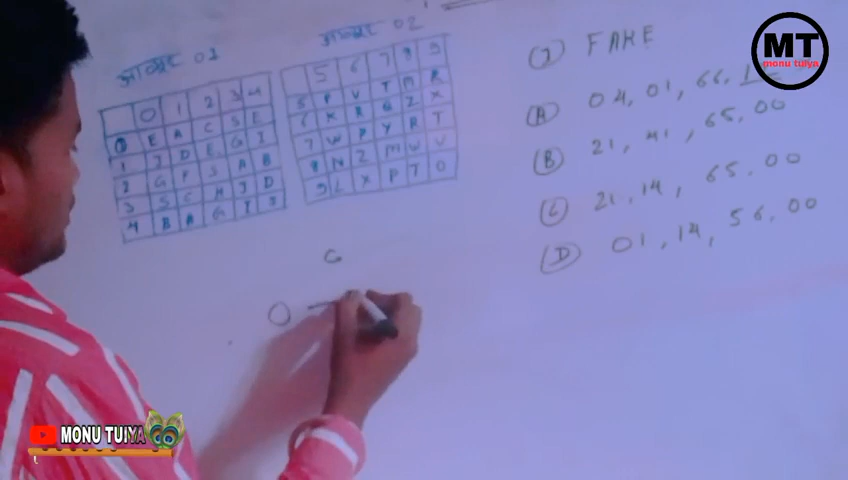 आव्यूह 01
0 1 2 3 4
0 E A C S E
1 I D E G I
2 G F S A B
3 S C H J D
4 B A G I S
आव्यूह 02
5 6 7 8 9
5 P V T M R
6 K R Q Z X
7 W P Y R T
8 N Z M W V
9 L X P T O
G
0
(1) FAKE
(A) 04, 01, 66,
(B) 21, 41, 65, 00
(C) 21, 14, 65, 00
(D) 01, 14, 56, 00
MT
monu tuiya
MONU TUIYA